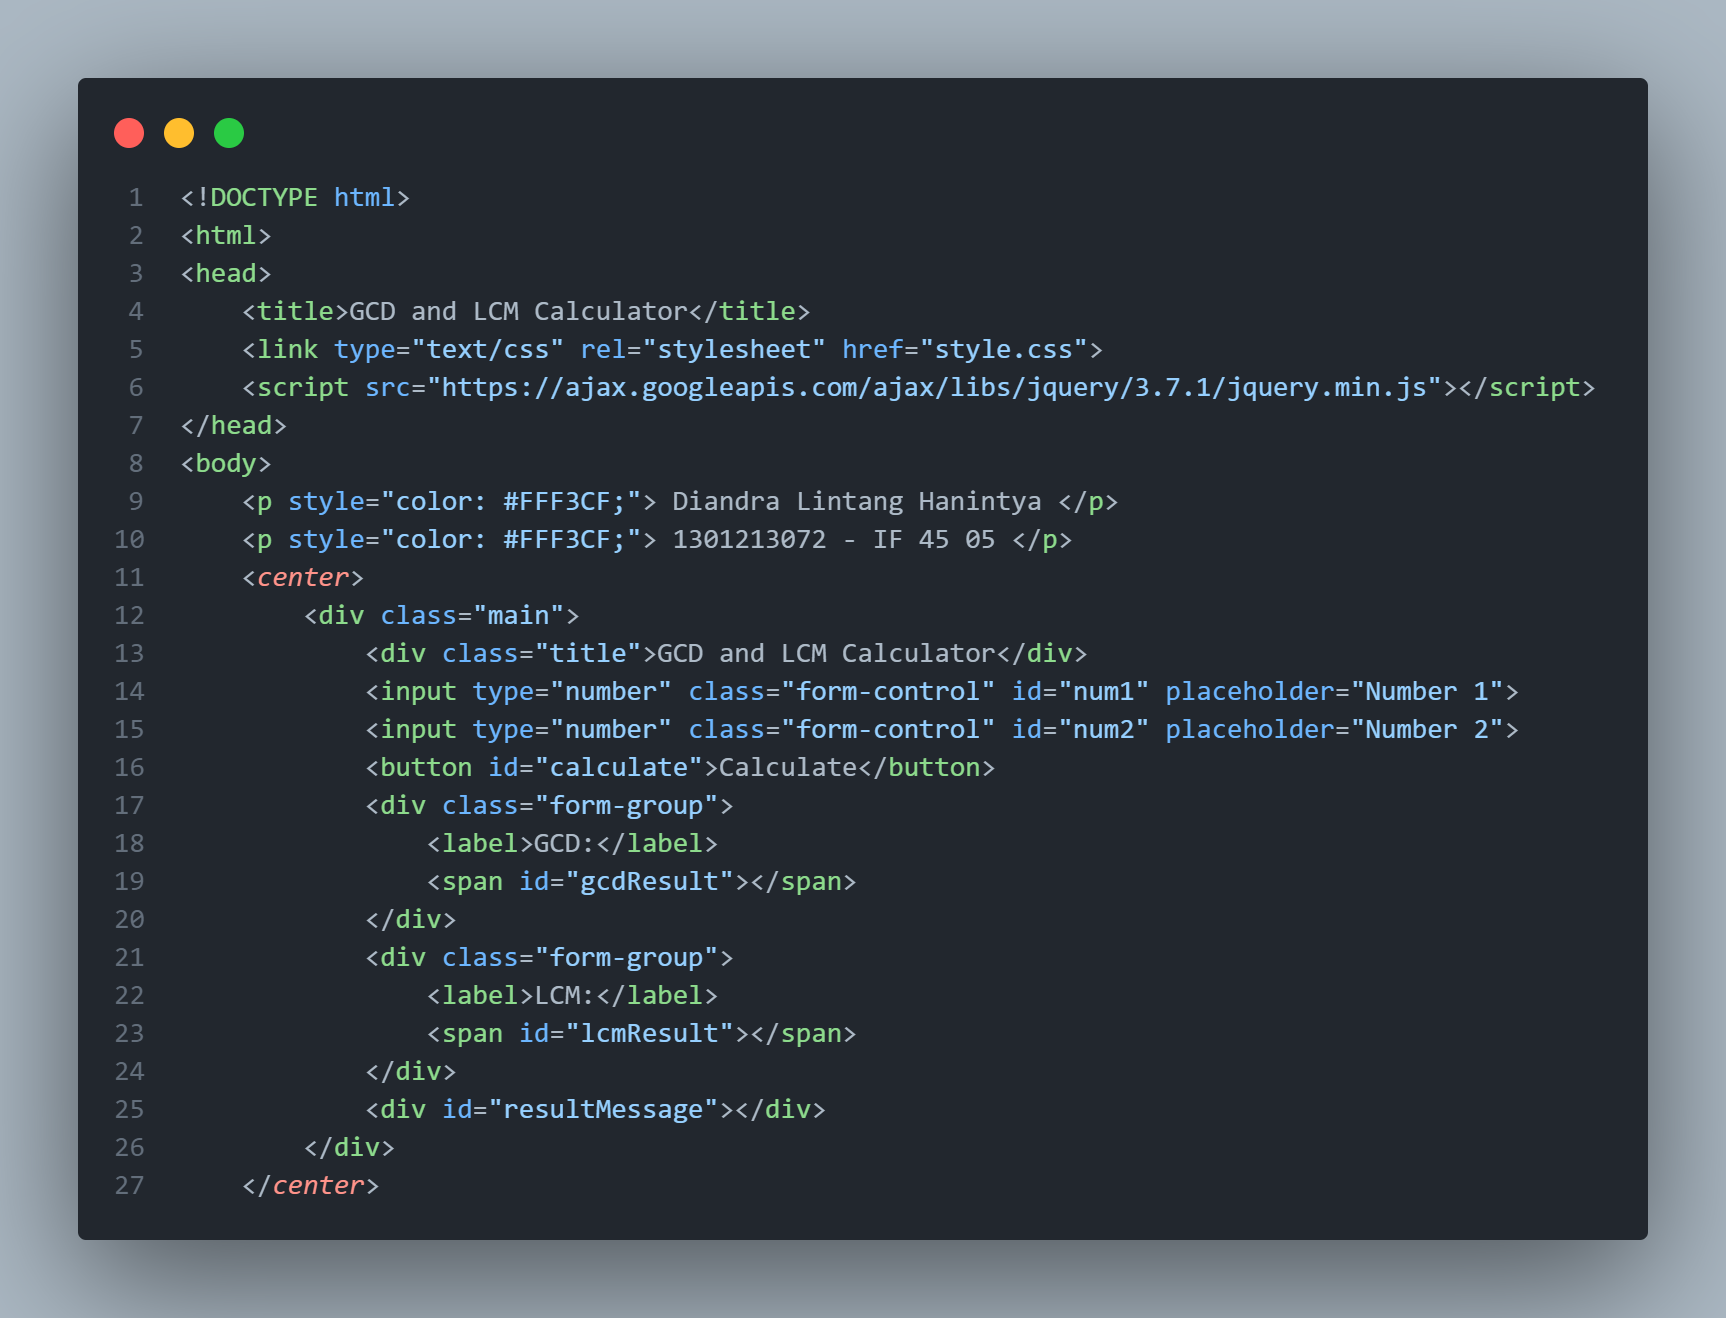 1 <!DOCTYPE html>
2 <html>
3 <head>
4     <title>GCD and LCM Calculator</title>
5     <link type="text/css" rel="stylesheet" href="style.css">
6     <script src="https://ajax.googleapis.com/ajax/libs/jquery/3.7.1/jquery.min.js"></script>
7 </head>
8 <body>
9     <p style="color: #FFF3CF;"> Diandra Lintang Hanintya </p>
10     <p style="color: #FFF3CF;"> 1301213072 - IF 45 05 </p>
11     <center>
12         <div class="main">
13             <div class="title">GCD and LCM Calculator</div>
14             <input type="number" class="form-control" id="num1" placeholder="Number 1">
15             <input type="number" class="form-control" id="num2" placeholder="Number 2">
16             <button id="calculate">Calculate</button>
17             <div class="form-group">
18                 <label>GCD:</label>
19                 <span id="gcdResult"></span>
20             </div>
21             <div class="form-group">
22                 <label>LCM:</label>
23                 <span id="lcmResult"></span>
24             </div>
25             <div id="resultMessage"></div>
26         </div>
27     </center>